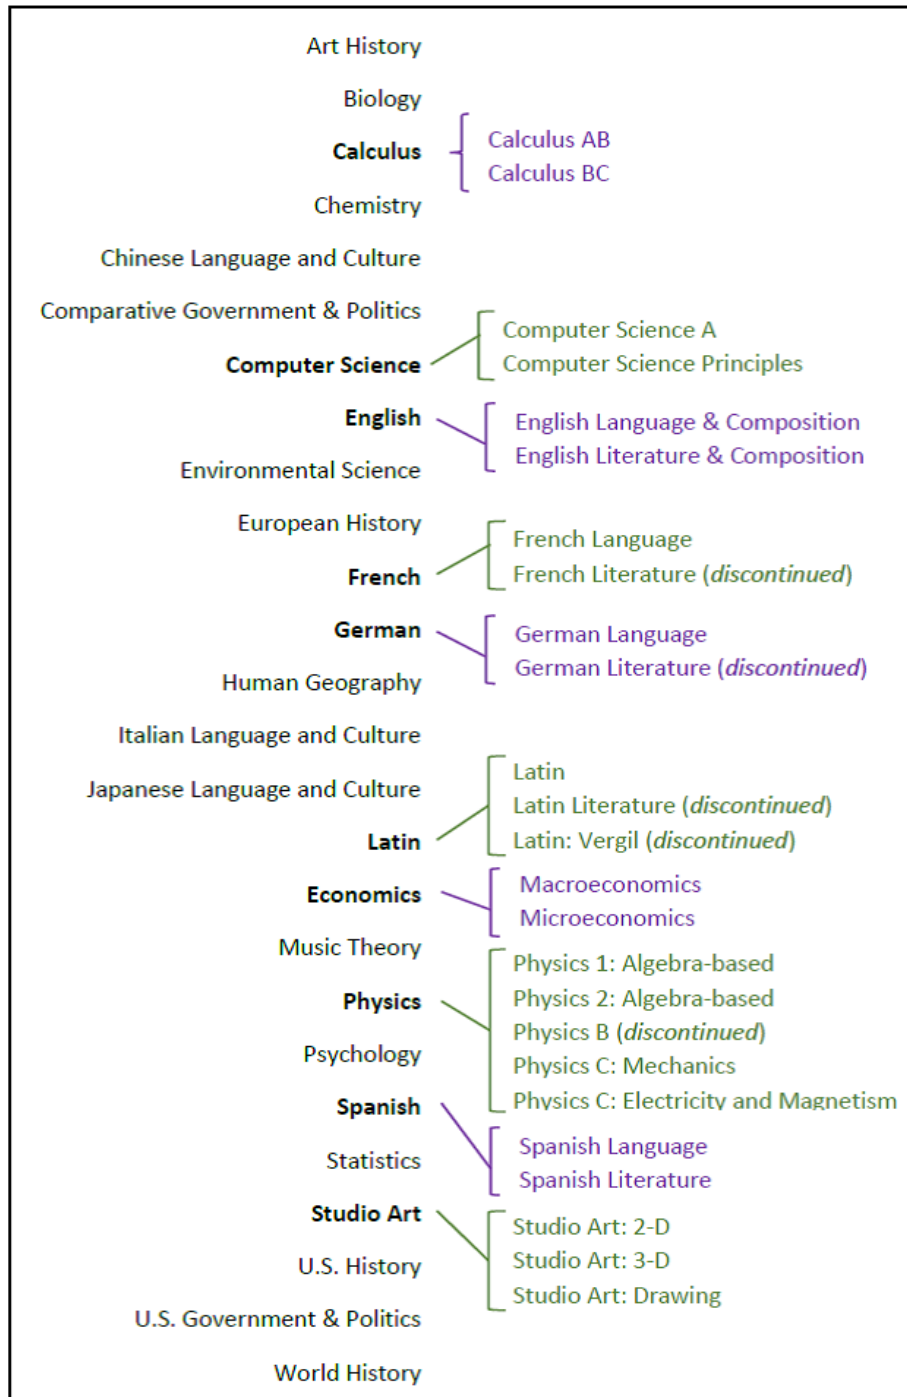 Art History
Biology
Calculus
Calculus AB
Calculus BC
Chemistry
Chinese Language and Culture
Comparative Government & Politics
Computer Science
Computer Science A
Computer Science Principles
English
English Language & Composition
English Literature & Composition
Environmental Science
European History
French
French Language
French Literature (discontinued)
German
German Language
German Literature (discontinued)
Human Geography
Italian Language and Culture
Japanese Language and Culture
Latin
Latin
Latin Literature (discontinued)
Latin: Vergil (discontinued)
Economics
Macroeconomics
Microeconomics
Music Theory
Physics
Physics 1: Algebra-based
Physics 2: Algebra-based
Physics B (discontinued)
Physics C: Mechanics
Physics C: Electricity and Magnetism
Psychology
Spanish
Spanish Language
Spanish Literature
Statistics
Studio Art
Studio Art: 2-D
Studio Art: 3-D
Studio Art: Drawing
U.S. History
U.S. Government & Politics
World History